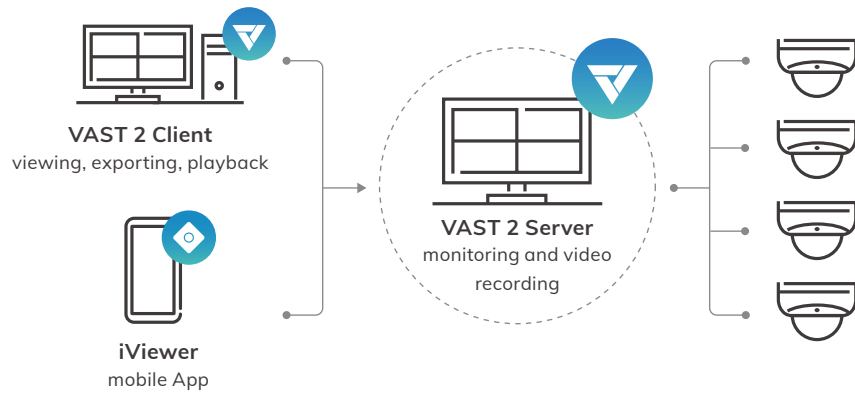 VAST 2 Client
viewing, exporting, playback
iViewer
mobile App
VAST 2 Server
monitoring and video
recording